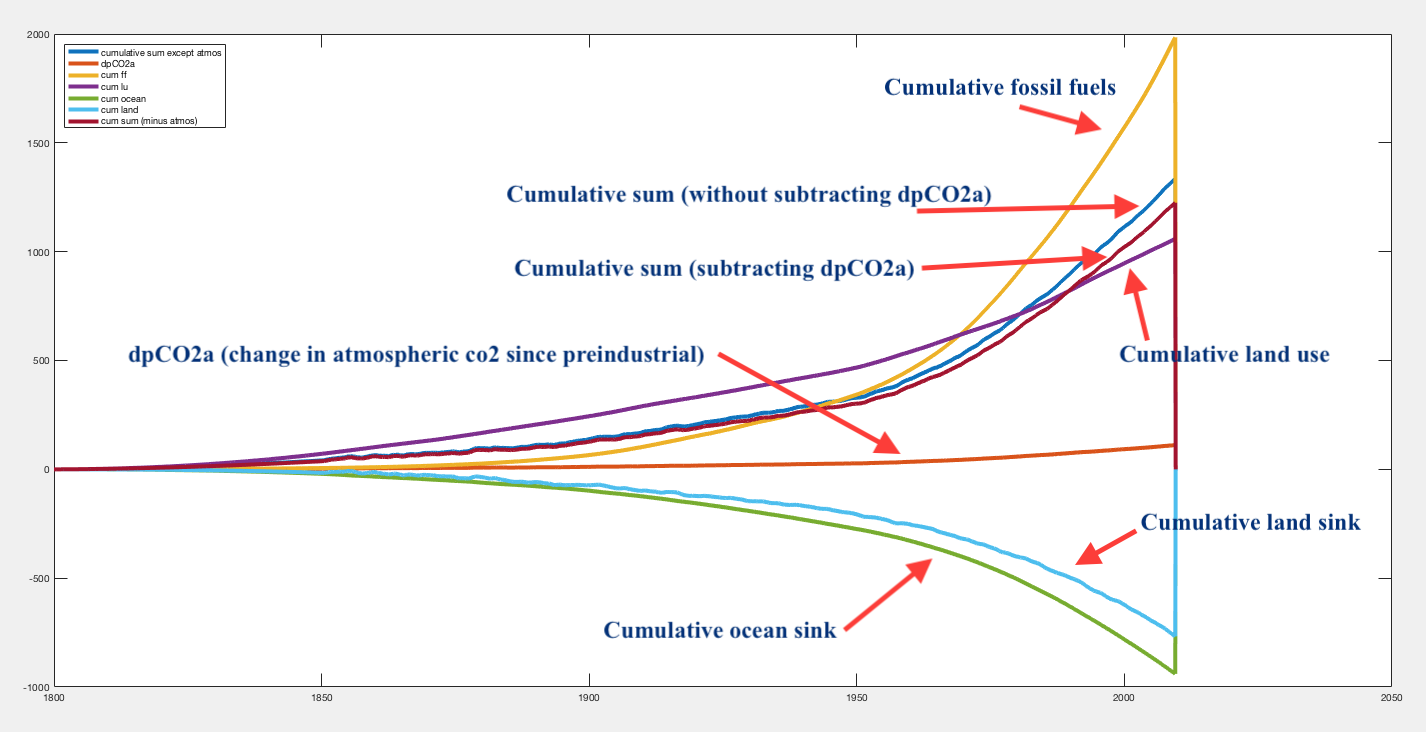 2000
cumulative sum except atmos
dpCO2a
cum ff
cum lu
cum ocean
cum land
cum sum (minus atmos)
Cumulative fossil fuels
1500
Cumulative sum (without subtracting dpCO2a)
1000
Cumulative sum (subtracting dpCO2a)
dpCO2a (change in atmospheric co2 since preindustrial)
Cumulative land use
500
0
Cumulative land sink
-500
Cumulative ocean sink
-1000
1800
1850
1900
1950
2000
2050